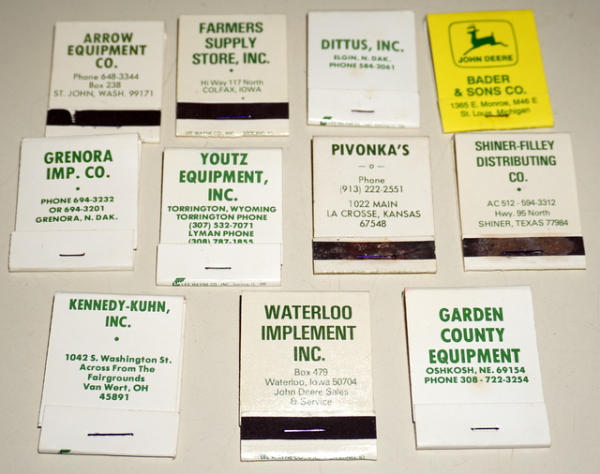 ARROW
EQUIPMENT
CO.
Phone 648-3344
Box 238
ST. JOHN, WASH. 99171
FARMERS
SUPPLY
STORE, INC.
Hi Way 117 North
COLFAX, IOWA
DITTUS, INC.
ELGIN, N. DAK.
PHONE 584-2061
JOHN DEERE
BADER
& SONS CO.
1365 E. Monroe, M46 E
St. Louis, Michigan
GRENORA
IMP. CO.
PHONE 694-3232
OR 694-3201
GRENORA, N. DAK.
YOUTZ
EQUIPMENT,
INC.
TORRINGTON, WYOMING
TORRINGTON PHONE
(307) 532-7071
LYMAN PHONE
(308) 787-1855
PIVONKA'S
-o-
Phone
(913) 222-2551
1022 MAIN
LA CROSSE, KANSAS
67548
SHINER-FILLEY
DISTRIBUTING
CO.
AC 512 - 594-3312
Hwy. 95 North
SHINER, TEXAS 77984
KENNEDY-KUHN,
INC.
1042 S. Washington St.
Across From The
Fairgrounds
Van Wert, OH
45891
WATERLOO
IMPLEMENT
INC.
Box 479
Waterloo, Iowa 50704
John Deere Sales
& Service
GARDEN
COUNTY
EQUIPMENT
OSHKOSH, NE. 69154
PHONE 308 - 722-3254